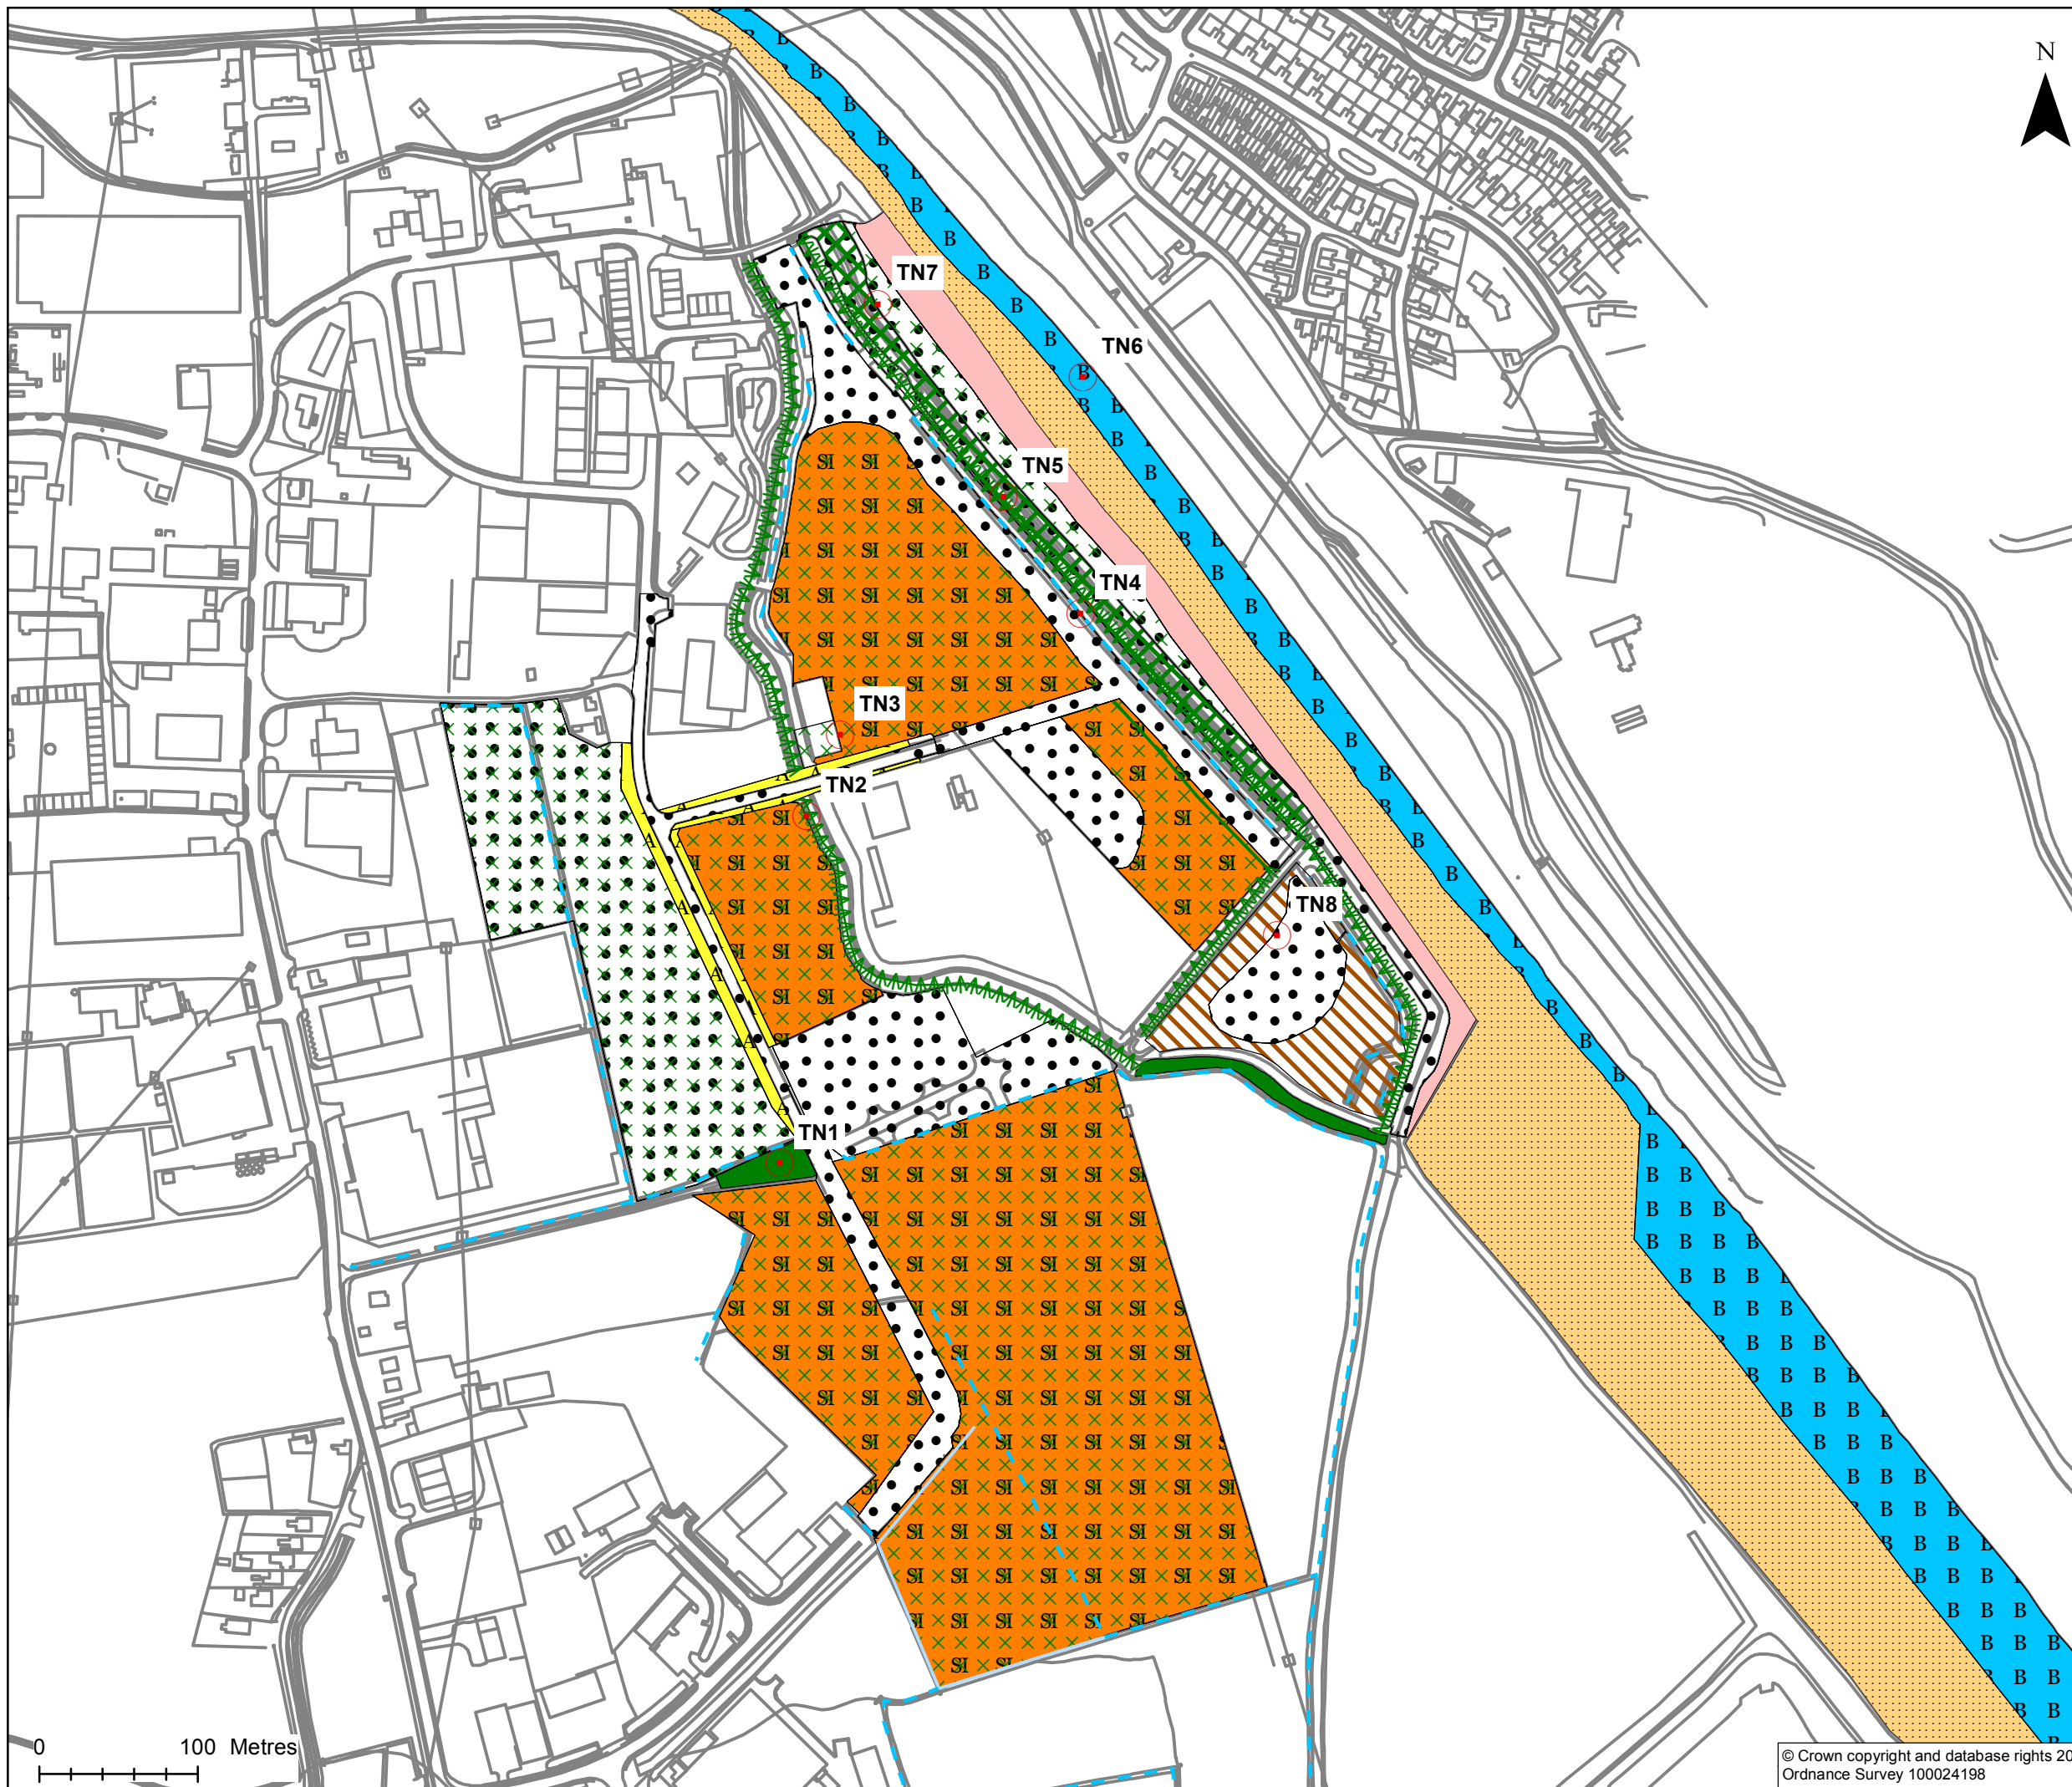 N
TN7
TN6
TN5
TN4
TN3
TN2
TN8
TN1
0 100 Metres
© Crown copyright and database rights 20
Ordnance Survey 100024198